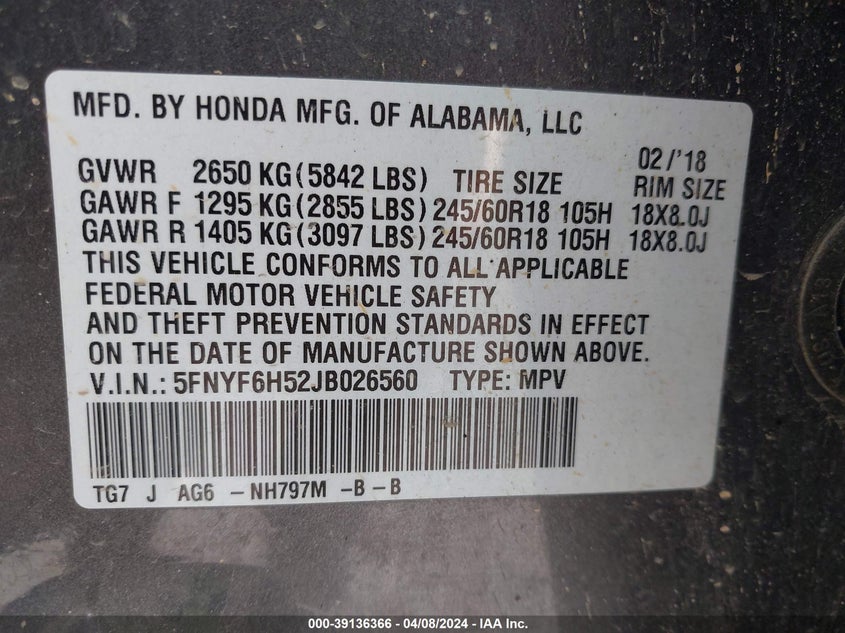 MFD. BY HONDA MFG. OF ALABAMA, LLC
02/'18
GVWR 2650 KG(5842 LBS) TIRE SIZE RIM SIZE
GAWR F 1295 KG(2855 LBS) 245/60R18 105H 18X8.0J
GAWR R 1405 KG(3097 LBS) 245/60R18 105H 18X8.0J
THIS VEHICLE CONFORMS TO ALL APPLICABLE
FEDERAL MOTOR VEHICLE SAFETY
AND THEFT PREVENTION STANDARDS IN EFFECT
ON THE DATE OF MANUFACTURE SHOWN ABOVE.
V.I.N.: 5FNYF6H52JB026560 TYPE: MPV
TG7 J AG6 -NH797M -B-B
000-39136366 - 04/08/2024 - IAA Inc.